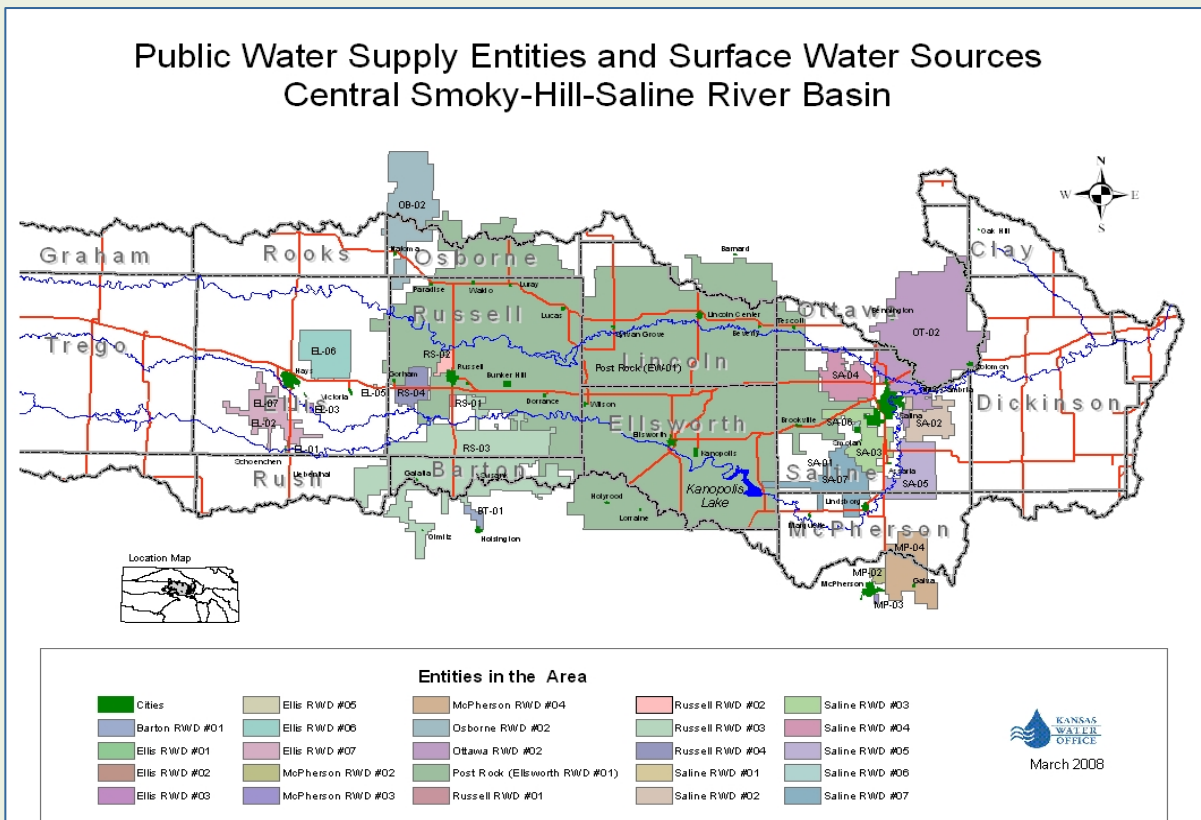 Public Water Supply Entities and Surface Water Sources
Central Smoky-Hill-Saline River Basin
N
W
E
S
OB-02
Oak Hill
Clay
Graham
Rooks
Osborne
Barnard
Paradise
Waldo
Luray
Russell
Lucas
Lincoln Center
Ottawa
Bennington
OT-02
Trego
EL-06
RS-02
Sylvan Grose
Beverly
Tescott
Lincoln
Post Rock (EW-01)
Solomon
Hays
Gorham
Russell
Bunker Hill
SA-04
Victoria
EL-05
RS-04
Dorrance
Wilson
EL-07
Ellis
EL-03
RS-01
Dickinson
EL-02
Ellsworth
Brookville
SA-06
Salina
SA-02
EL-01
RS-03
Ellsworth
Kanopolis
SA-03
Schoenchen
Liebenthal
Galatia
Barton
SA-01
Saline
Rush
SA-07
SA-05
Kanopolis
Lake
Holyrood
Lindsborg
BT-01
Lorraine
Marquette
McPherson
Olmitz
Hoisington
MP-04
Location Map
MP-02
McPherson
Galva
MP-03
Entities in the Area
Cities
Barton RWD #01
Ellis RWD #01
Ellis RWD #02
Ellis RWD #03
Ellis RWD #05
Ellis RWD #06
Ellis RWD #07
McPherson RWD #02
McPherson RWD #03
McPherson RWD #04
Osborne RWD #02
Ottawa RWD #02
Post Rock (Ellsworth RWD #01)
Russell RWD #01
Russell RWD #02
Russell RWD #03
Russell RWD #04
Saline RWD #01
Saline RWD #02
Saline RWD #03
Saline RWD #04
Saline RWD #05
Saline RWD #06
Saline RWD #07
KANSAS
WATER
OFFICE
March 2008